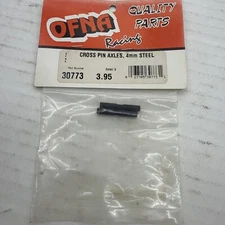 OFNA
QUALITY
PARTS
Racing
CROSS PIN AXLES, 4mm STEEL
30773
3.95